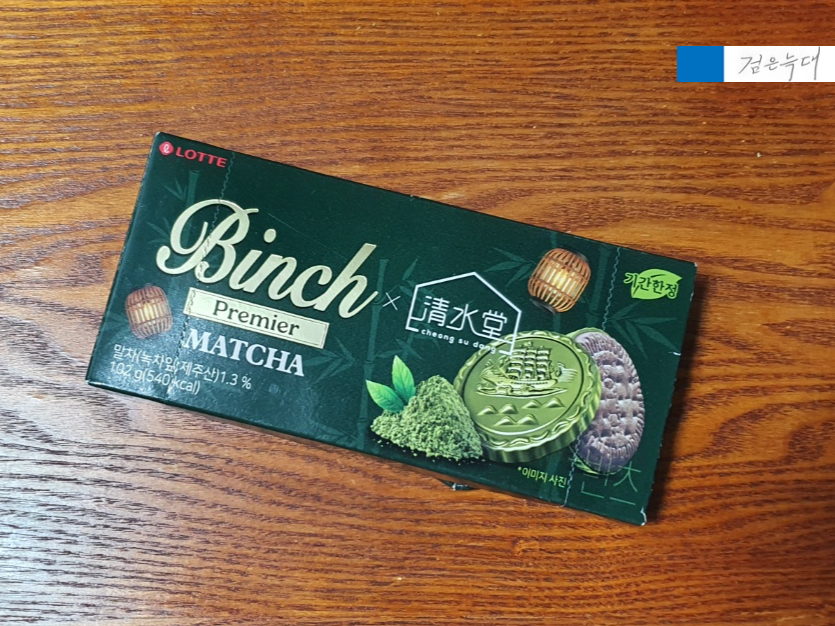 검은늑대
LOTTE
Binch
Premier
MATCHA
말차(녹차잎:제주산)1.3 %
102 g(540 kcal)
×
清水堂
cheong su dang
기간한정
*이미지 사진